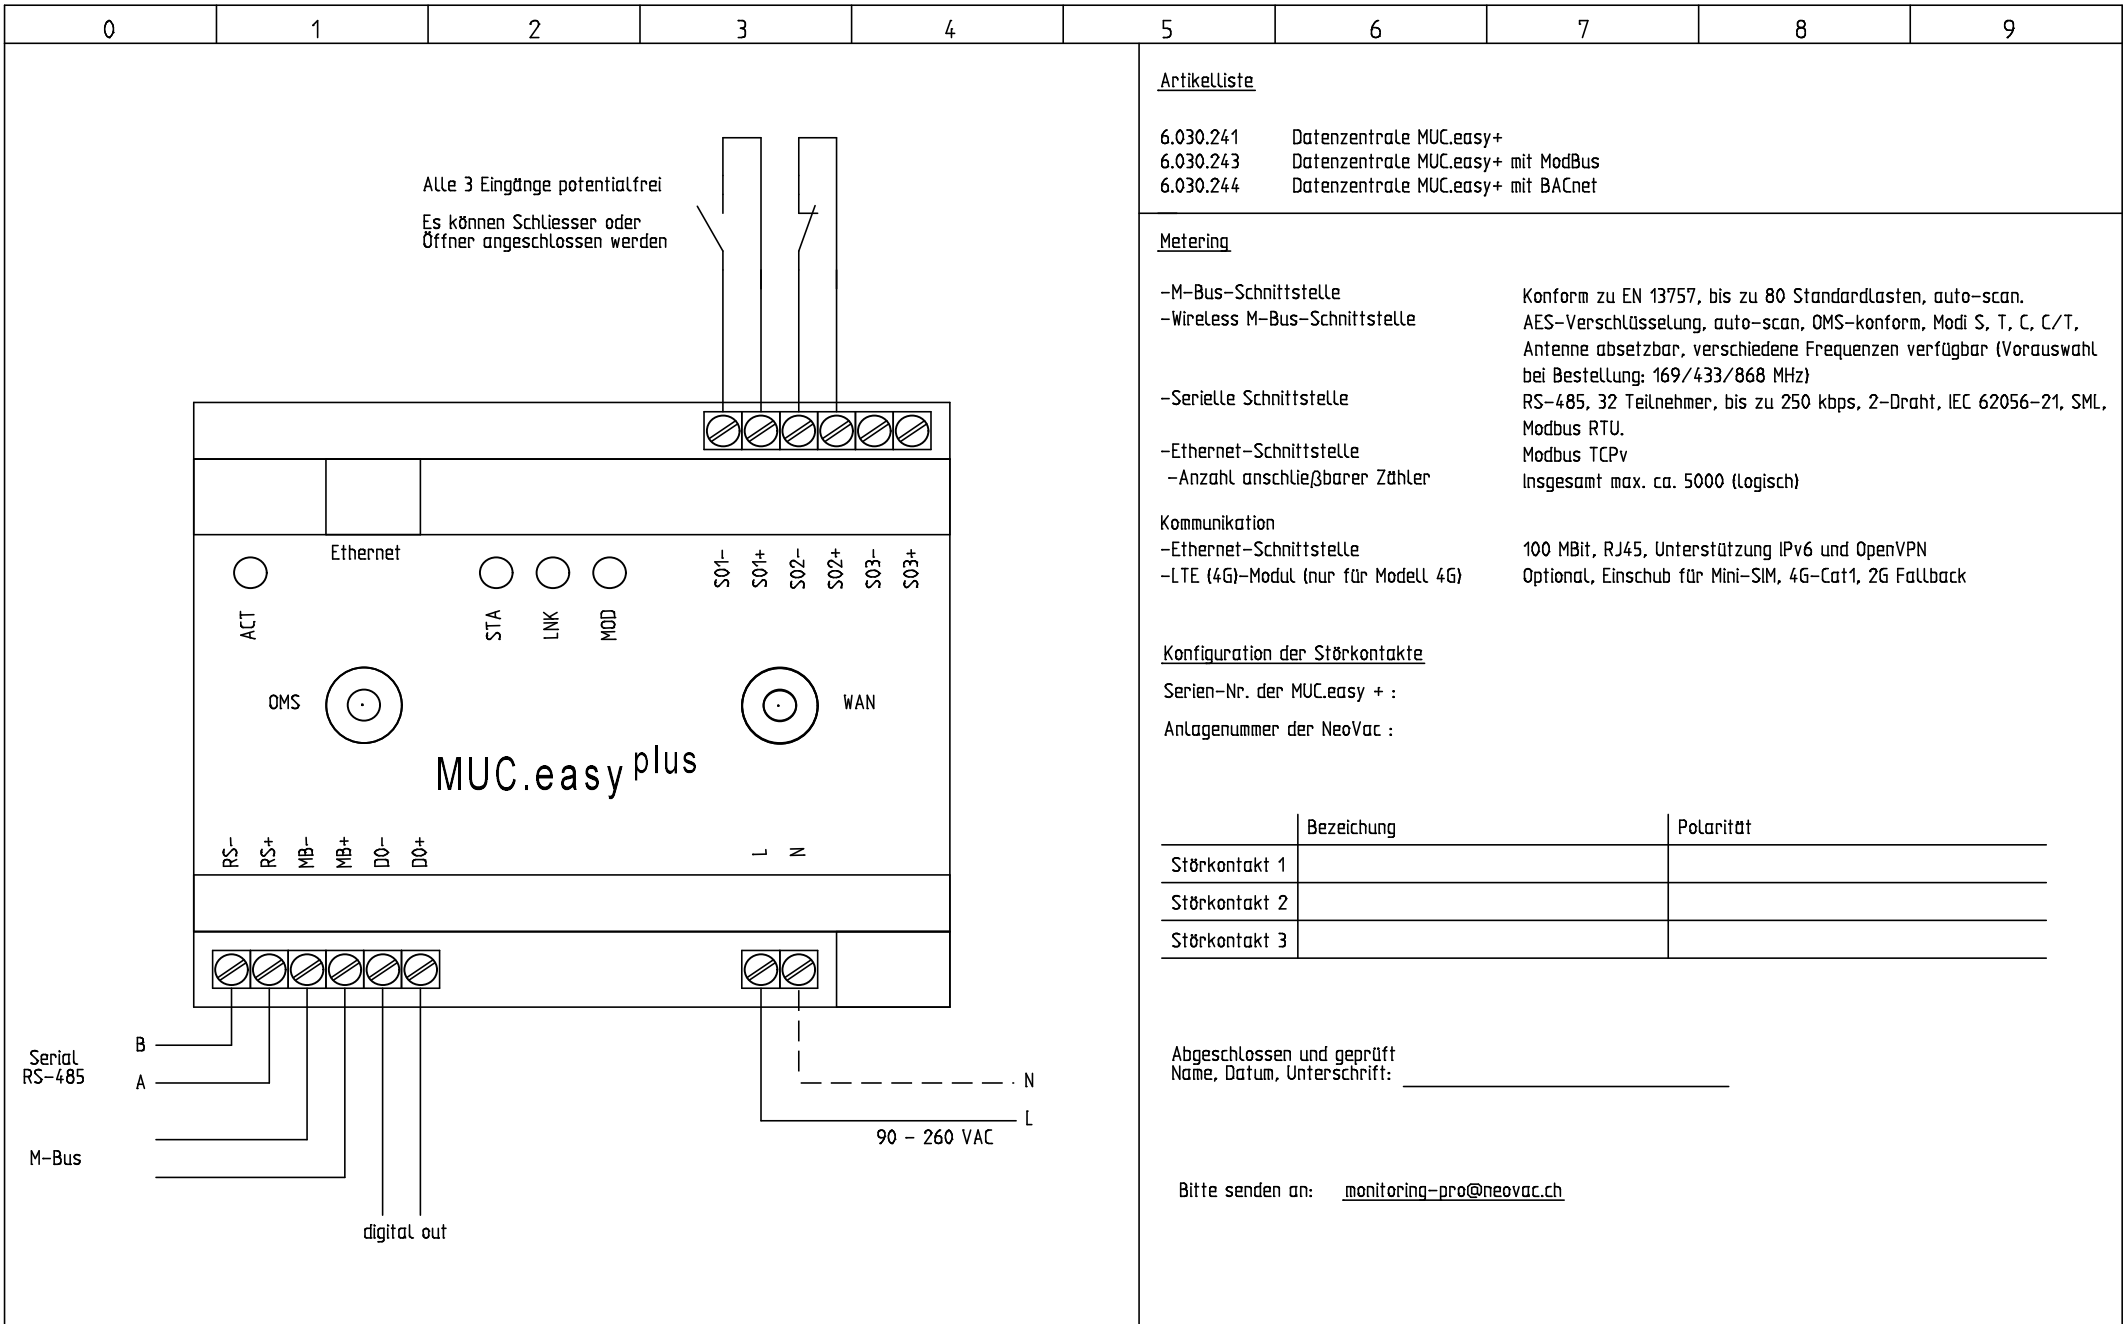 0 1 2 3 4 5 6 7 8 9
Alle 3 Eingänge potentialfrei
Es können Schliesser oder
Öffner angeschlossen werden
Ethernet
ACT
STA
LNK
MOD
S01-
S01+
S02-
S02+
S03-
S03+
OMS
WAN
MUC.easy plus
RS-
RS+
MB-
MB+
D0-
D0+
L
N
B
Serial
RS-485
A
M-Bus
digital out
N
L
90 - 260 VAC
Artikelliste
6.030.241 Datenzentrale MUC.easy+
6.030.243 Datenzentrale MUC.easy+ mit ModBus
6.030.244 Datenzentrale MUC.easy+ mit BACnet
Metering
-M-Bus-Schnittstelle Konform zu EN 13757, bis zu 80 Standardlasten, auto-scan.
-Wireless M-Bus-Schnittstelle AES-Verschlüsselung, auto-scan, OMS-konform, Modi S, T, C, C/T,
Antenne absetzbar, verschiedene Frequenzen verfügbar (Vorauswahl
bei Bestellung: 169/433/868 MHz)
-Serielle Schnittstelle RS-485, 32 Teilnehmer, bis zu 250 kbps, 2-Draht, IEC 62056-21, SML,
Modbus RTU.
-Ethernet-Schnittstelle Modbus TCPv
-Anzahl anschließbarer Zähler Insgesamt max. ca. 5000 (logisch)
Kommunikation
-Ethernet-Schnittstelle 100 MBit, RJ45, Unterstützung IPv6 und OpenVPN
-LTE (4G)-Modul (nur für Modell 4G) Optional, Einschub für Mini-SIM, 4G-Cat1, 2G Fallback
Konfiguration der Störkontakte
Serien-Nr. der MUC.easy + :
Anlagenummer der NeoVac :
Bezeichung Polarität
Störkontakt 1
Störkontakt 2
Störkontakt 3
Abgeschlossen und geprüft
Name, Datum, Unterschrift:
Bitte senden an: monitoring-pro@neovac.ch